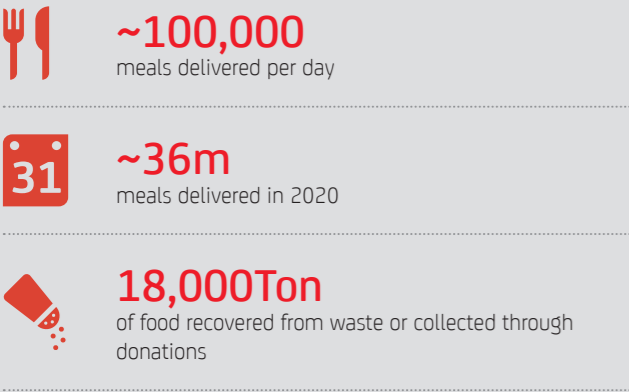 ~100,000
meals delivered per day
31
~36m
meals delivered in 2020
18,000Ton
of food recovered from waste or collected through
donations